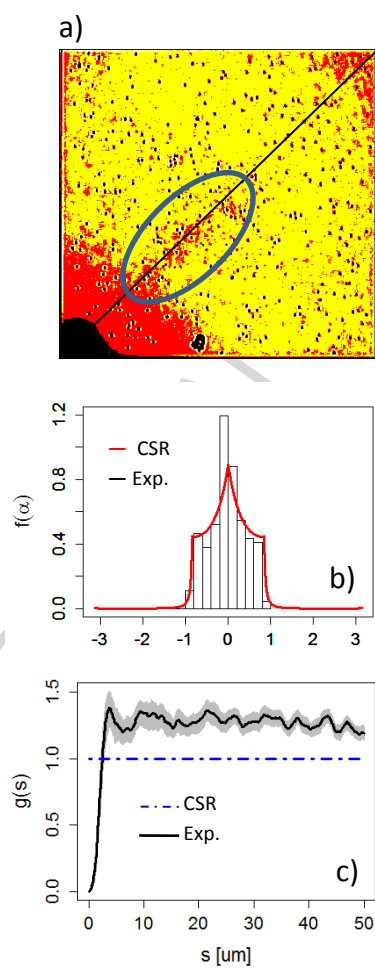 a)
1.2
0.8
0.4
0.0
f(α)
CSR
Exp.
b)
-3 -2 -1 0 1 2 3
1.5
1.0
0.5
0.0
g(s)
CSR
Exp.
c)
0 10 20 30 40 50
s [um]